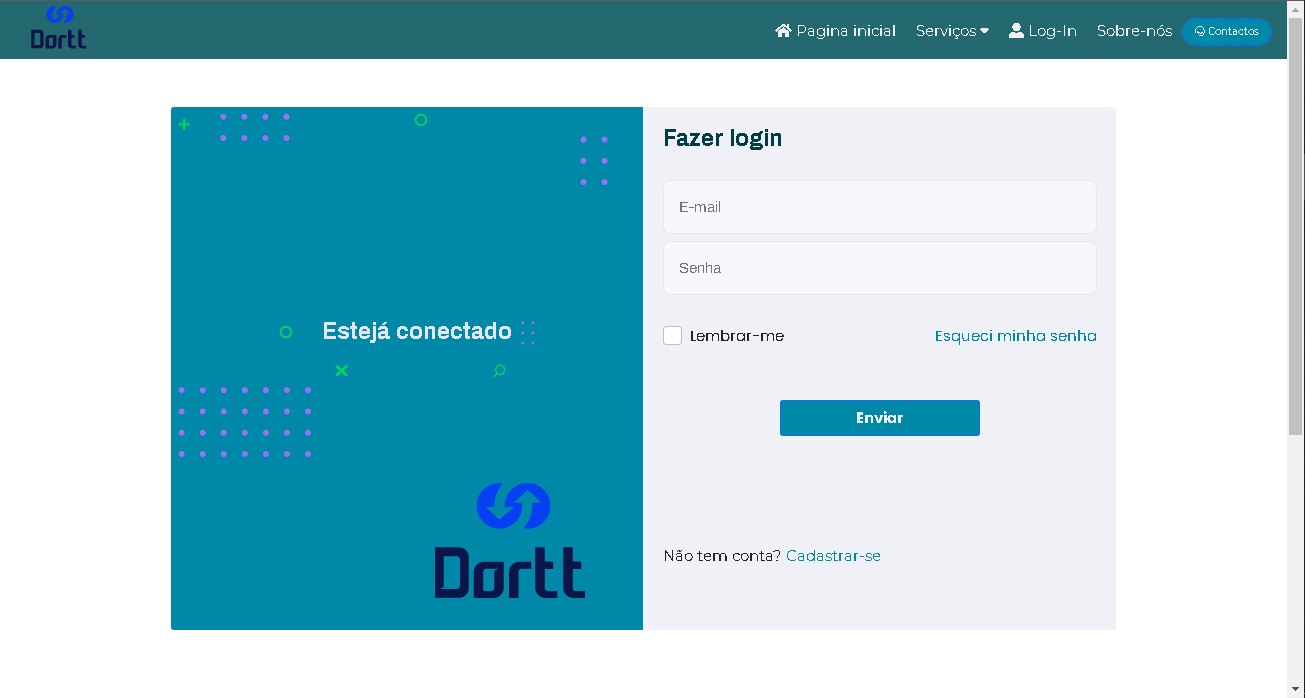 Dortt
Pagina inicial Serviços Log-In Sobre-nós Contactos
Fazer login
E-mail
Senha
Estejá conectado
Lembrar-me Esqueci minha senha
Enviar
Dortt
Não tem conta? Cadastrar-se